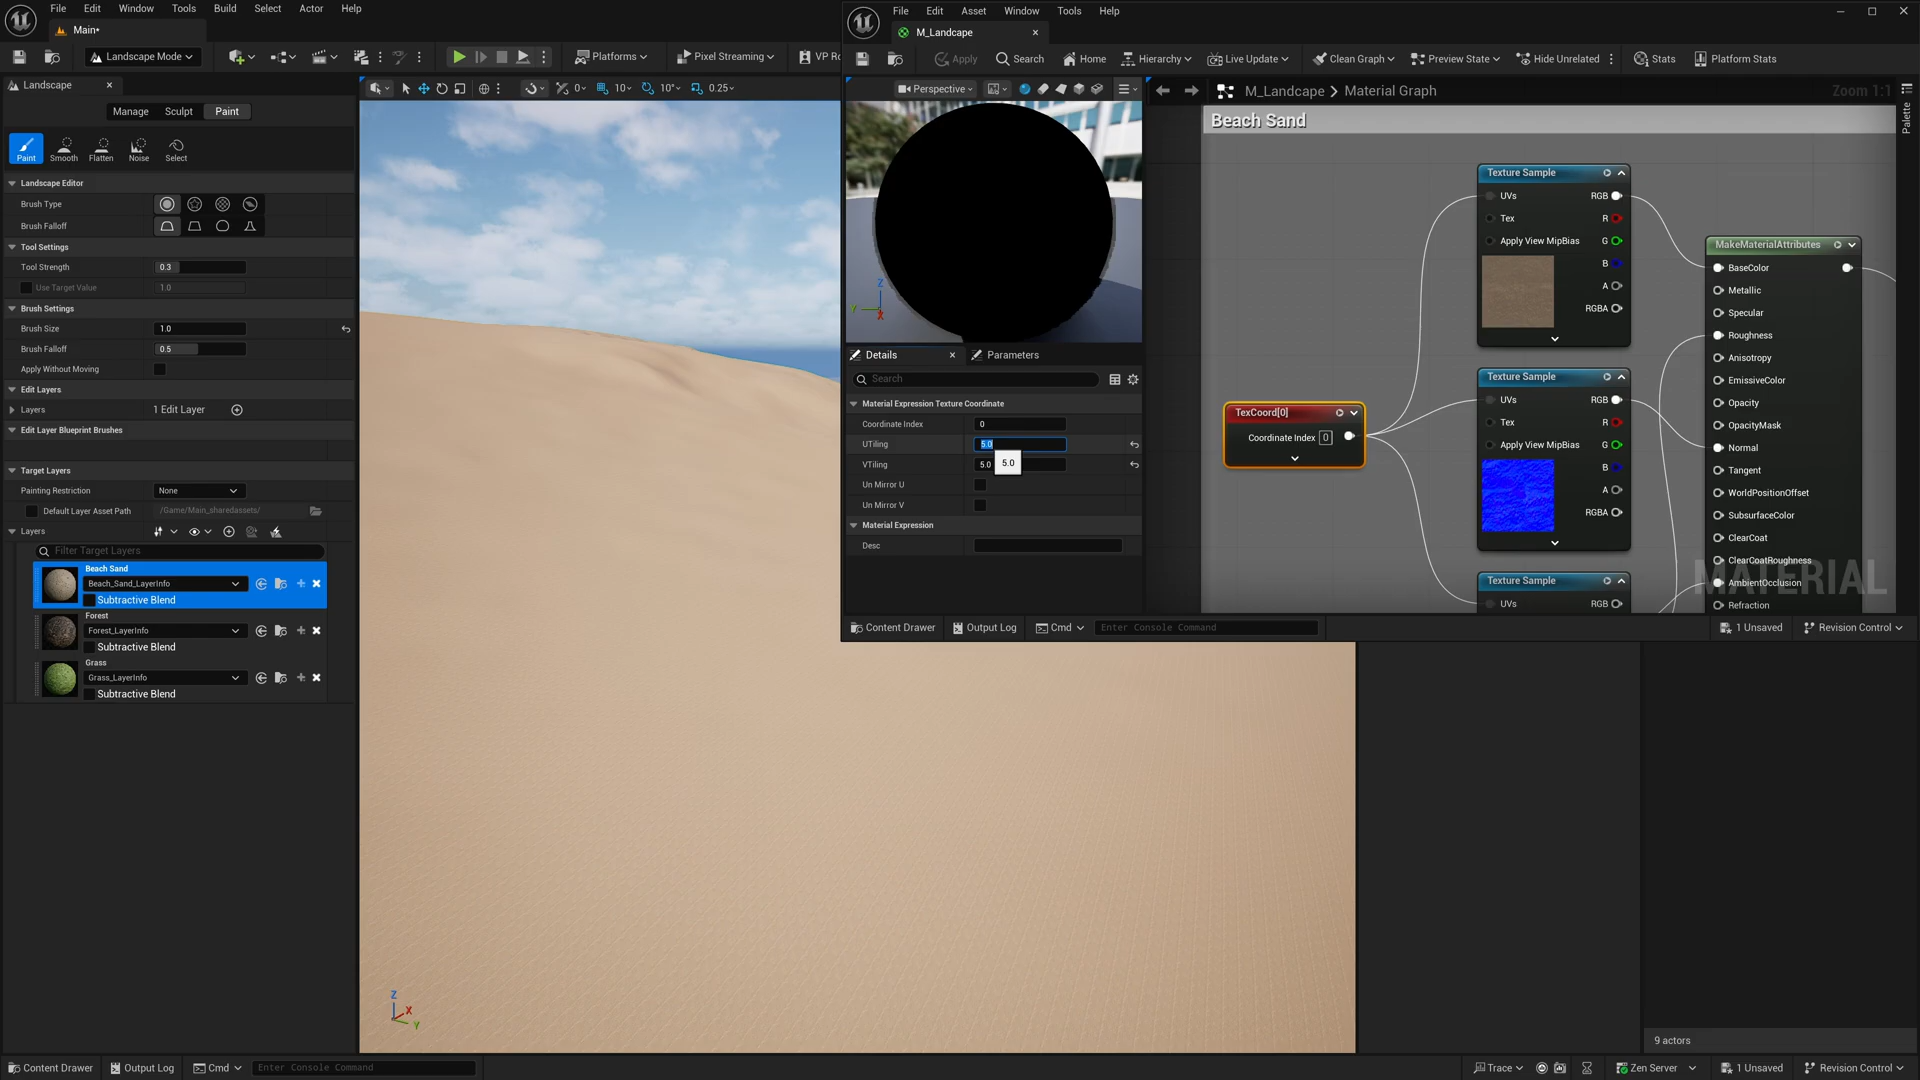 File Edit Window Tools Build Select Actor Help
Main*
Landscape Mode
Platforms
Pixel Streaming
VP Ro
Landscape
Manage Sculpt Paint
Paint Smooth Flatten Noise Select
Landscape Editor
Brush Type
Brush Falloff
Tool Settings
Tool Strength 0.3
Use Target Value 1.0
Brush Settings
Brush Size 1.0
Brush Falloff 0.5
Apply Without Moving
Edit Layers
Layers 1 Edit Layer
Edit Layer Blueprint Brushes
Target Layers
Painting Restriction None
Default Layer Asset Path /Game/Main_sharedassets/
Layers
Filter Target Layers
Beach Sand
Beach_Sand_LayerInfo
Subtractive Blend
Forest
Forest_LayerInfo
Subtractive Blend
Grass
Grass_LayerInfo
Subtractive Blend
0 10 10° 0.25
Z
X
Y
File Edit Asset Window Tools Help
M_Landscape
Apply Search Home Hierarchy Live Update Clean Graph Preview State Hide Unrelated Stats Platform Stats
Perspective
Z
Y
X
Details Parameters
Search
Material Expression Texture Coordinate
Coordinate Index 0
UTiling 5.0
VTiling 5.0
5.0
Un Mirror U
Un Mirror V
Material Expression
Desc
M_Landscape > Material Graph
Zoom 1:1
Palette
Beach Sand
TexCoord[0]
Coordinate Index 0
Texture Sample
UVs RGB
Tex R
Apply View MipBias G
B
A
RGBA
Texture Sample
UVs RGB
Tex R
Apply View MipBias G
B
A
RGBA
Texture Sample
UVs RGB
MakeMaterialAttributes
BaseColor
Metallic
Specular
Roughness
Anisotropy
EmissiveColor
Opacity
OpacityMask
Normal
Tangent
WorldPositionOffset
SubsurfaceColor
ClearCoat
ClearCoatRoughness
AmbientOcclusion
Refraction
MATERIAL
Content Drawer Output Log Cmd Enter Console Command 1 Unsaved Revision Control
9 actors
Content Drawer Output Log Cmd Enter Console Command Trace Zen Server 1 Unsaved Revision Control